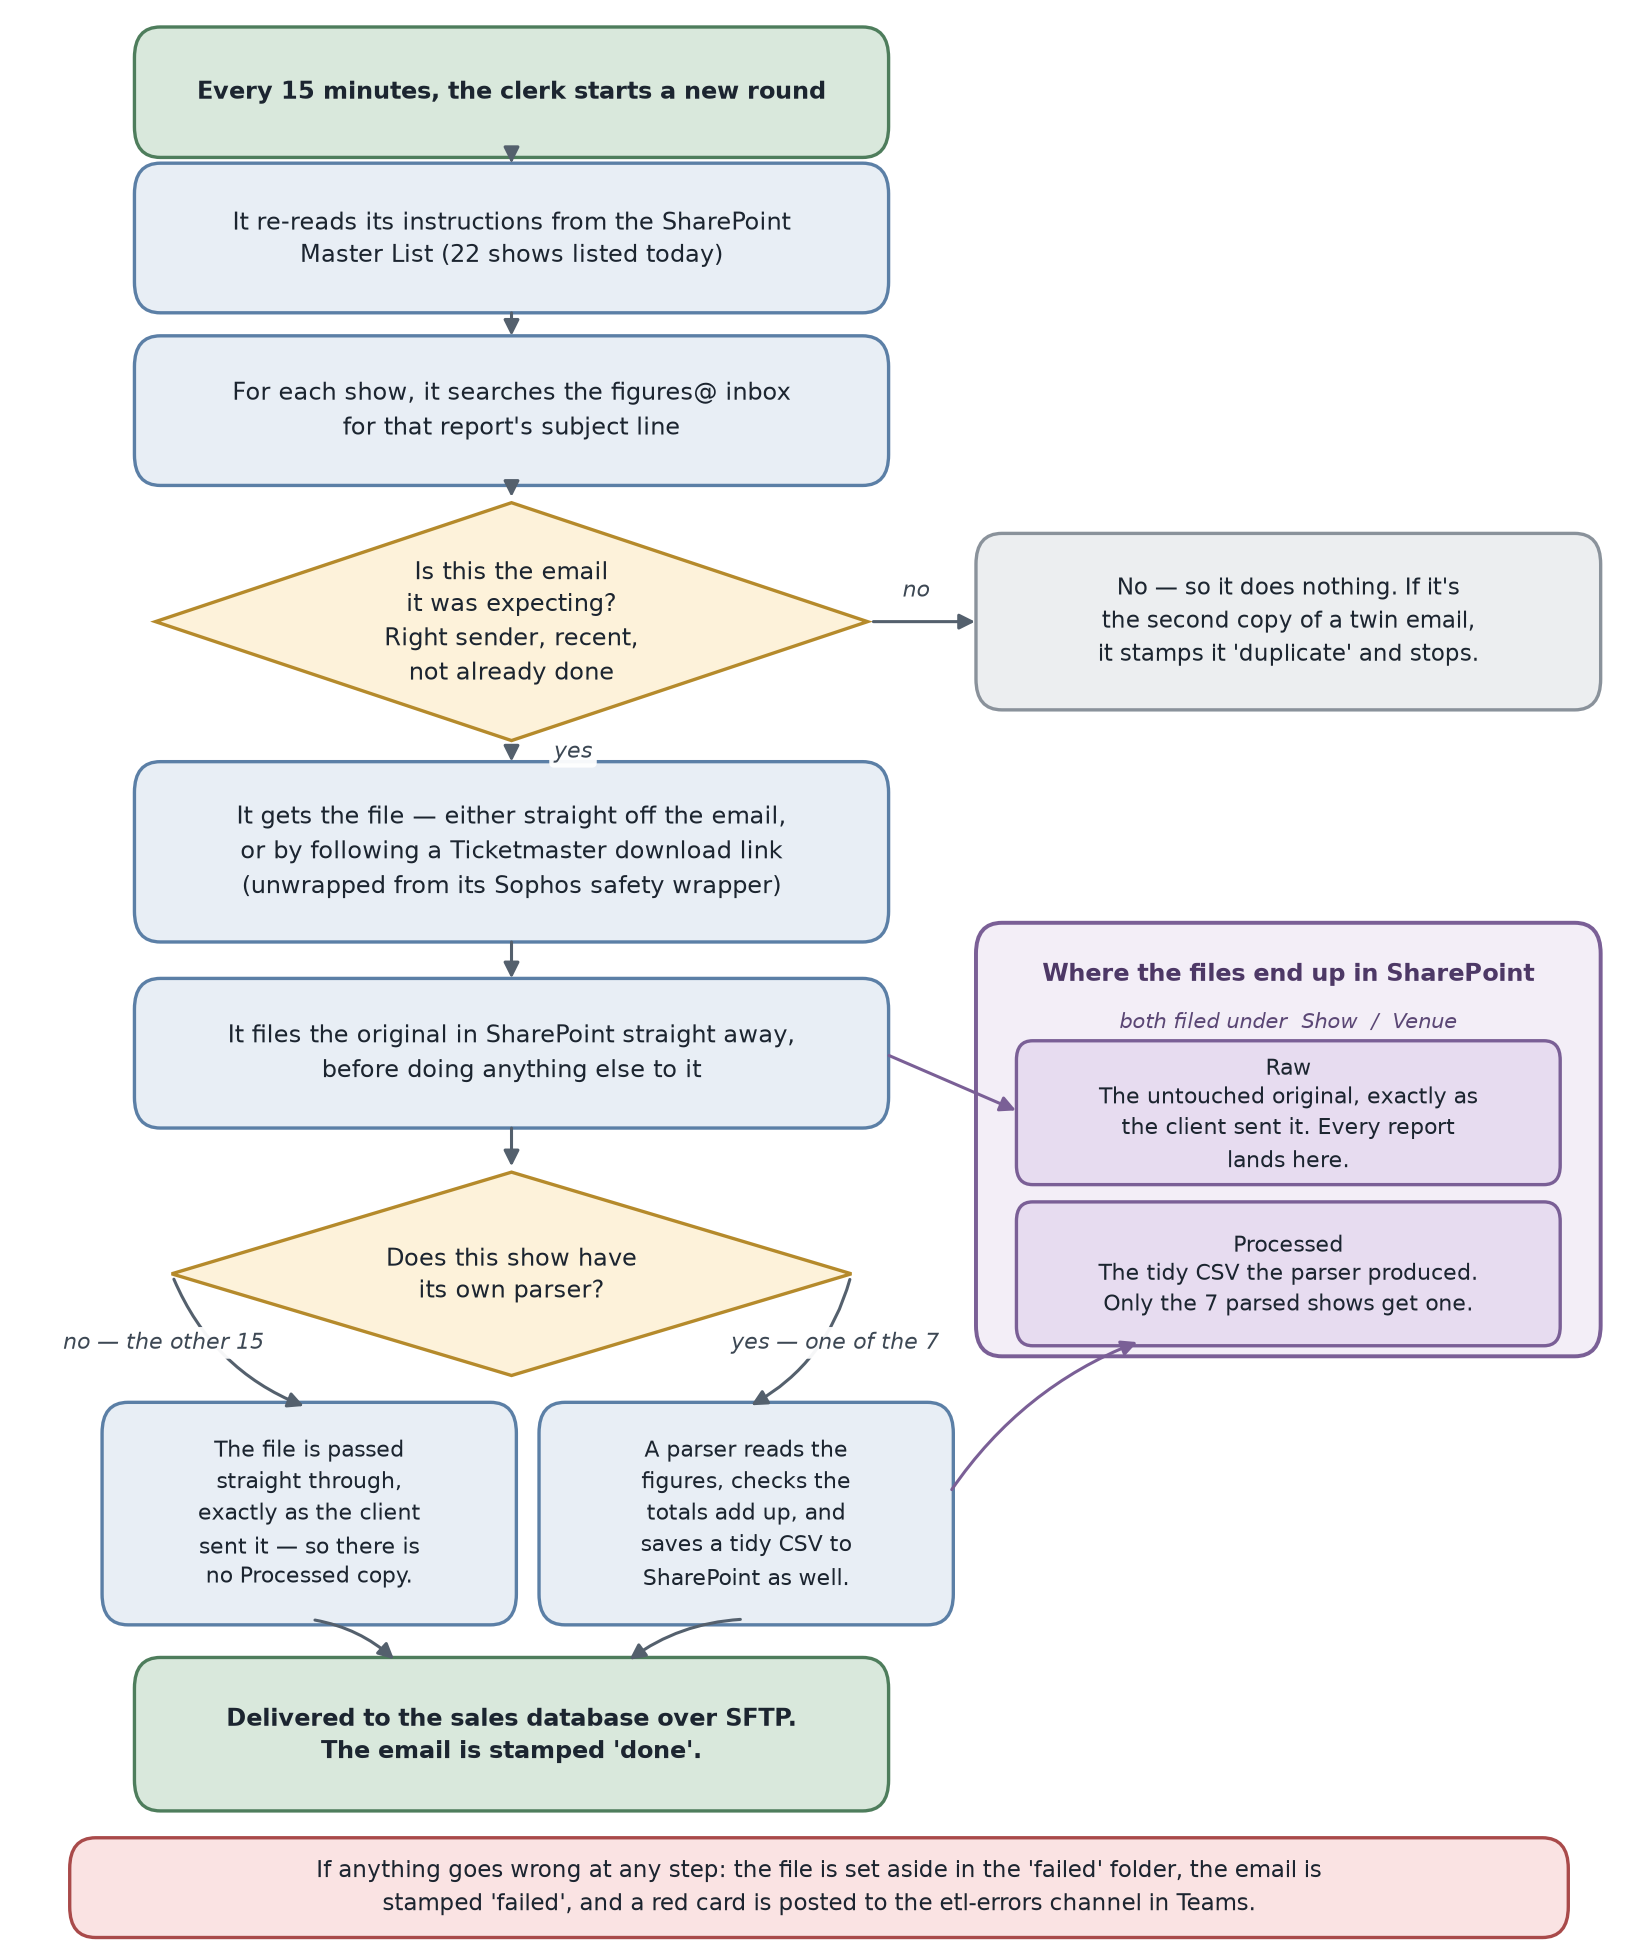 Every 15 minutes, the clerk starts a new round
It re-reads its instructions from the SharePoint
Master List (22 shows listed today)
For each show, it searches the figures@ inbox
for that report's subject line
Is this the email
it was expecting?
Right sender, recent,
not already done
no
No — so it does nothing. If it's
the second copy of a twin email,
it stamps it 'duplicate' and stops.
yes
It gets the file — either straight off the email,
or by following a Ticketmaster download link
(unwrapped from its Sophos safety wrapper)
It files the original in SharePoint straight away,
before doing anything else to it
Where the files end up in SharePoint
both filed under Show / Venue
Raw
The untouched original, exactly as
the client sent it. Every report
lands here.
Processed
The tidy CSV the parser produced.
Only the 7 parsed shows get one.
Does this show have
its own parser?
no — the other 15
yes — one of the 7
The file is passed
straight through,
exactly as the client
sent it — so there is
no Processed copy.
A parser reads the
figures, checks the
totals add up, and
saves a tidy CSV to
SharePoint as well.
Delivered to the sales database over SFTP.
The email is stamped 'done'.
If anything goes wrong at any step: the file is set aside in the 'failed' folder, the email is
stamped 'failed', and a red card is posted to the etl-errors channel in Teams.